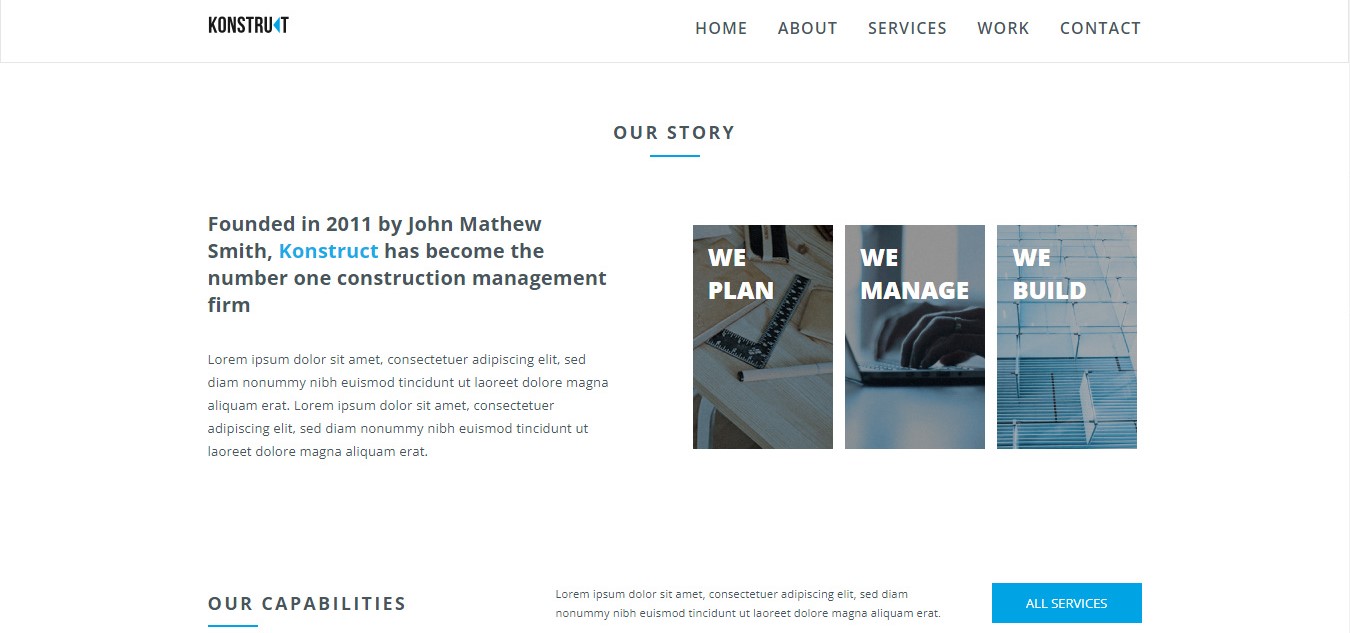 KONSTRUKT
HOME ABOUT SERVICES WORK CONTACT
OUR STORY
Founded in 2011 by John Mathew
Smith, Konstruct has become the
number one construction management
firm
Lorem ipsum dolor sit amet, consectetuer adipiscing elit, sed
diam nonummy nibh euismod tincidunt ut laoreet dolore magna
aliquam erat. Lorem ipsum dolor sit amet, consectetuer
adipiscing elit, sed diam nonummy nibh euismod tincidunt ut
laoreet dolore magna aliquam erat.
WE
PLAN
WE
MANAGE
WE
BUILD
OUR CAPABILITIES
Lorem ipsum dolor sit amet, consectetuer adipiscing elit, sed diam
nonummy nibh euismod tincidunt ut laoreet dolore magna aliquam erat.
ALL SERVICES